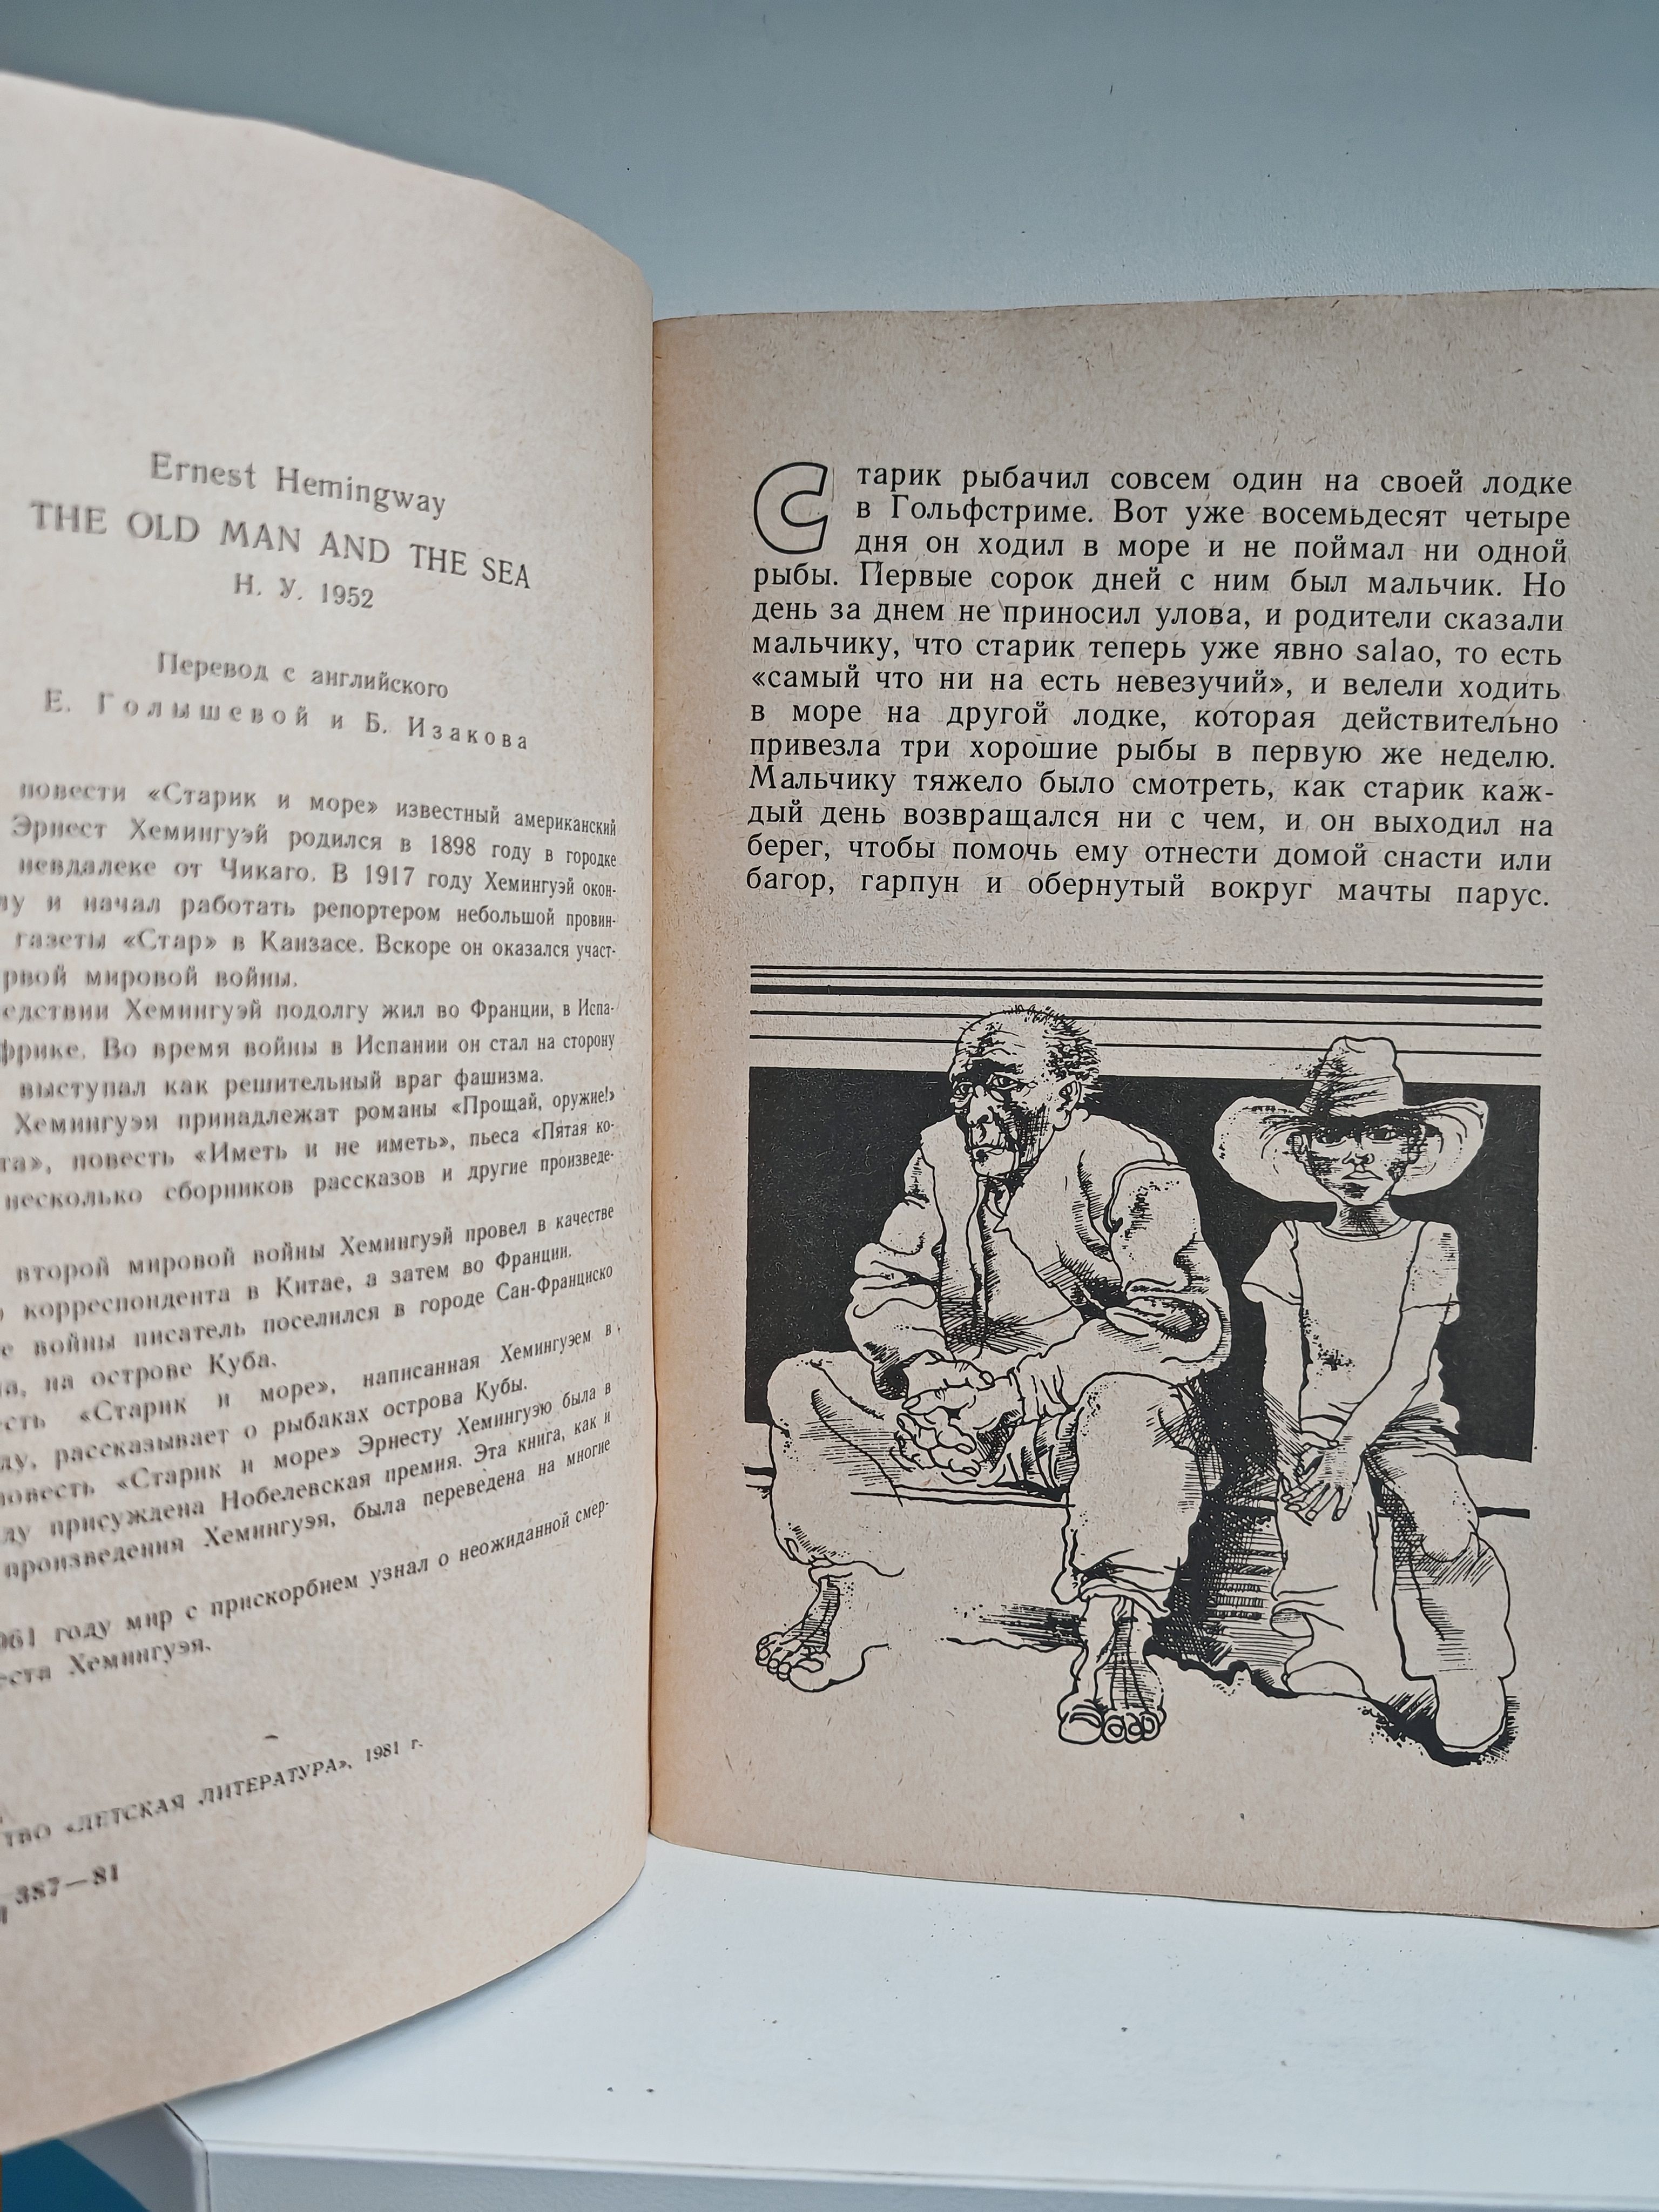 Ernest Hemingway
THE OLD MAN AND THE SEA
Н. У. 1952
Перевод с английского
Е. Голышевой и Б. Изакова
повести «Старик и море» известный американский
Эрнест Хемингуэй родился в 1898 году в городке
невдалеке от Чикаго. В 1917 году Хемингуэй окон-
и начал работать репортером небольшой провин-
газеты «Стар» в Канзасе. Вскоре он оказался участ-
рвой мировой войны.
едствии Хемингуэй подолгу жил во Франции, в Испа-
фрике. Во время войны в Испании он стал на сторону
выступал как решительный враг фашизма.
Хемингуэя принадлежат романы «Прощай, оружие!»
та», повесть «Иметь и не иметь», пьеса «Пятая ко-
несколько сборников рассказов и другие произведе-
второй мировой войны Хемингуэй провел в качестве
корреспондента в Китае, а затем во Франции.
е войны писатель поселился в городе Сан-Франциско
на острове Куба.
сть «Старик и море», написанная Хемингуэем в
ду, рассказывает о рыбаках острова Кубы.
повесть «Старик и море» Эрнесту Хемингуэю была в
ду присуждена Нобелевская премия. Эта книга, как и
произведения Хемингуэя, была переведена на многие
961 году мир с прискорбием узнал о неожиданной смер-
еста Хемингуэя.
ТВО «ДЕТСКАЯ ЛИТЕРАТУРА», 1981 г.
387—81
Старик рыбачил совсем один на своей лодке
в Гольфстриме. Вот уже восемьдесят четыре
дня он ходил в море и не поймал ни одной
рыбы. Первые сорок дней с ним был мальчик. Но
день за днем не приносил улова, и родители сказали
мальчику, что старик теперь уже явно salao, то есть
«самый что ни на есть невезучий», и велели ходить
в море на другой лодке, которая действительно
привезла три хорошие рыбы в первую же неделю.
Мальчику тяжело было смотреть, как старик каж-
дый день возвращался ни с чем, и он выходил на
берег, чтобы помочь ему отнести домой снасти или
багор, гарпун и обернутый вокруг мачты парус.